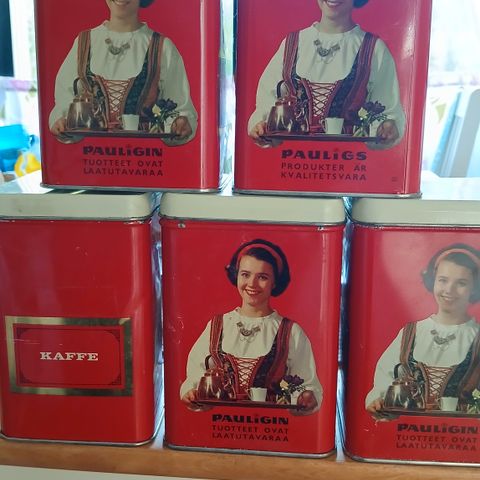 PAULiGIN
TUOTTEET OVAT
LAATUTAVARAA
PAULiGS
PRODUKTER ÄR
KVALITETSVARA
KAFFE
PAULiGIN
TUOTTEET OVAT
LAATUTAVARAA
PAULiGIN
TUOTTEET OVAT
LAATUTAVARAA